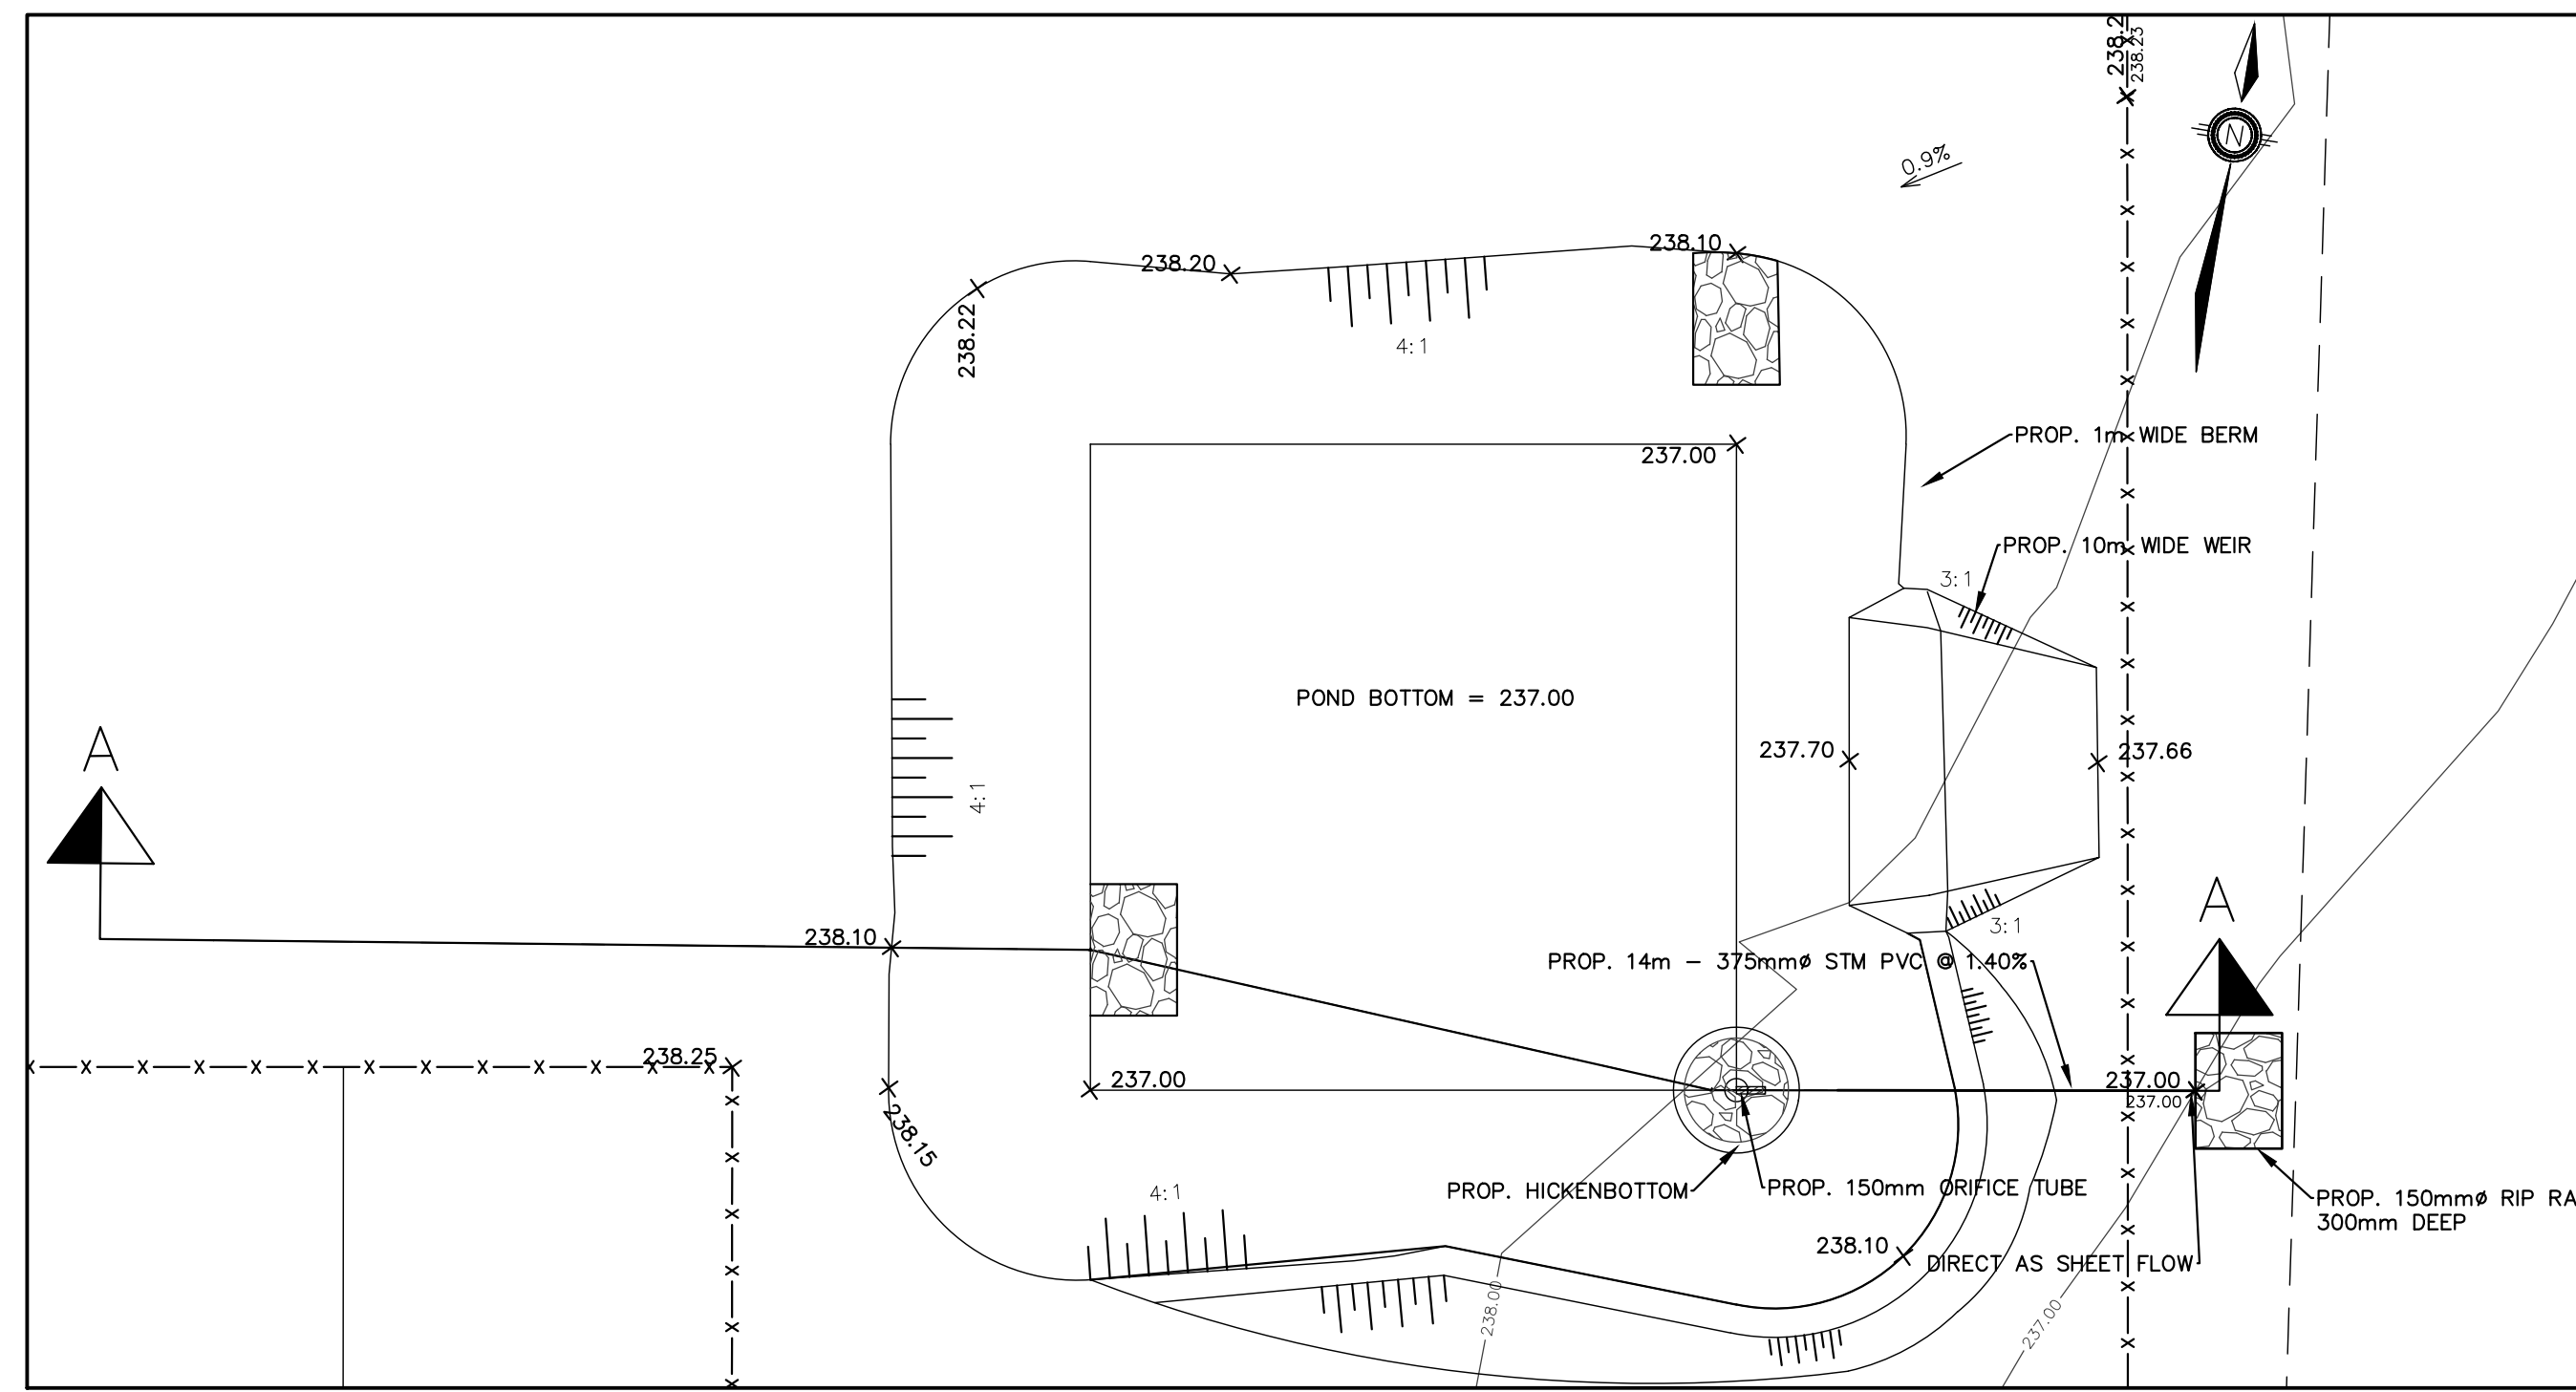 238.2
238.23
N
0.9%
238.10
238.20
238.22
4:1
PROP. 1m WIDE BERM
237.00
PROP. 10m WIDE WEIR
3:1
POND BOTTOM = 237.00
237.70
237.66
A
4:1
A
3:1
238.10
PROP. 14m - 375mmø STM PVC @ 1.40%
238.25
237.00
237.00
237.00
238.15
4:1
PROP. HICKENBOTTOM
PROP. 150mm ORIFICE TUBE
PROP. 150mmø RIP RA
300mm DEEP
238.10
DIRECT AS SHEET FLOW
238.00
237.00